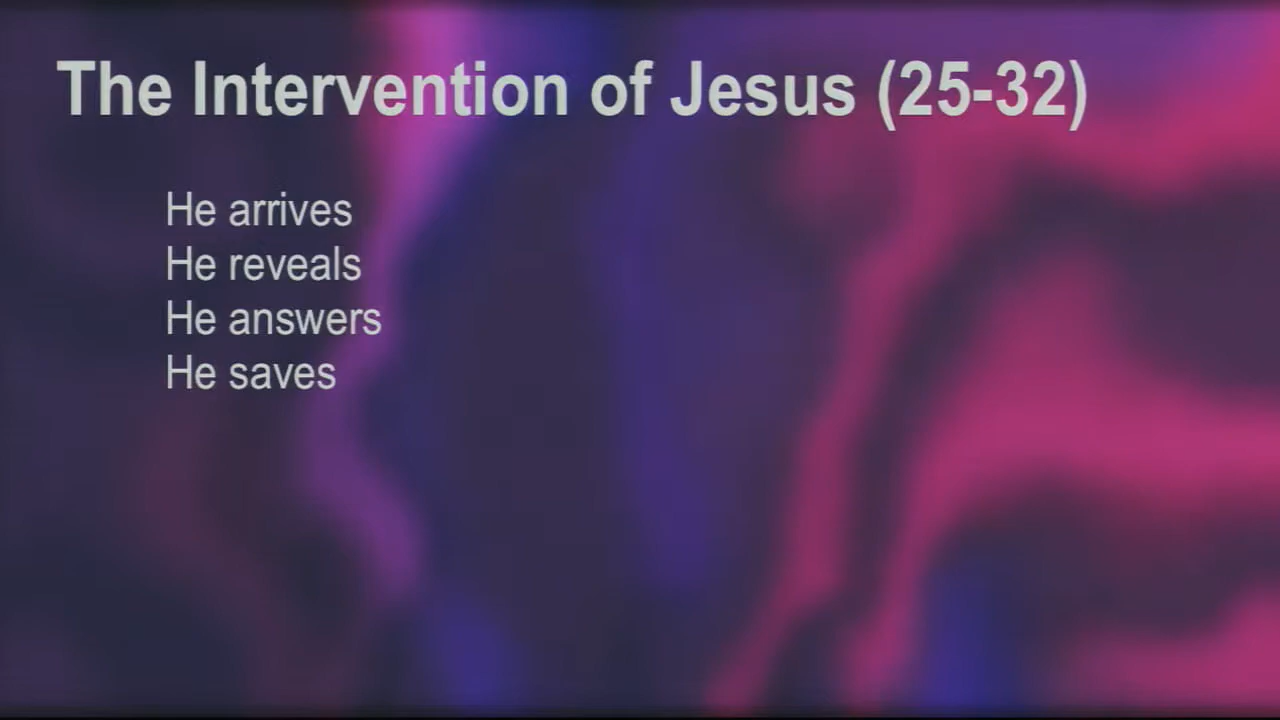 The Intervention of Jesus (25-32)
He arrives
He reveals
He answers
He saves